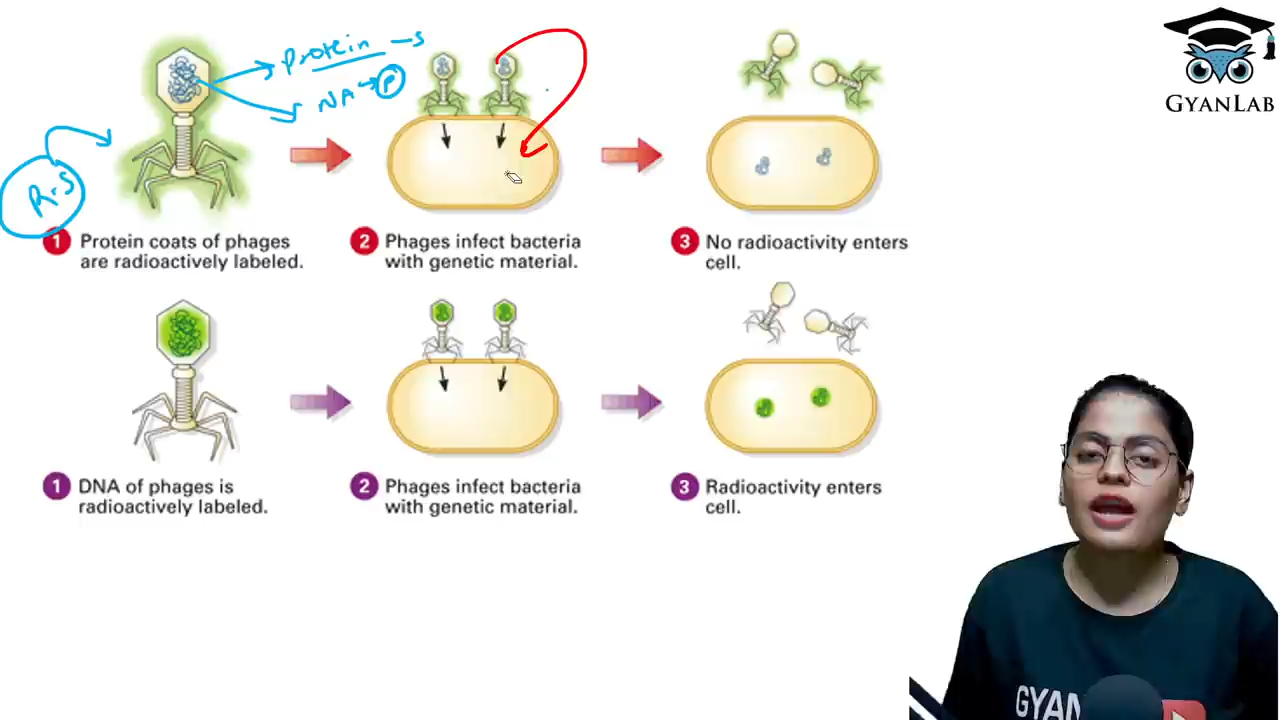 Protein → S
NA → P
R-S
GYANLAB
1 Protein coats of phages
are radioactively labeled.
2 Phages infect bacteria
with genetic material.
3 No radioactivity enters
cell.
1 DNA of phages is
radioactively labeled.
2 Phages infect bacteria
with genetic material.
3 Radioactivity enters
cell.
GYAN